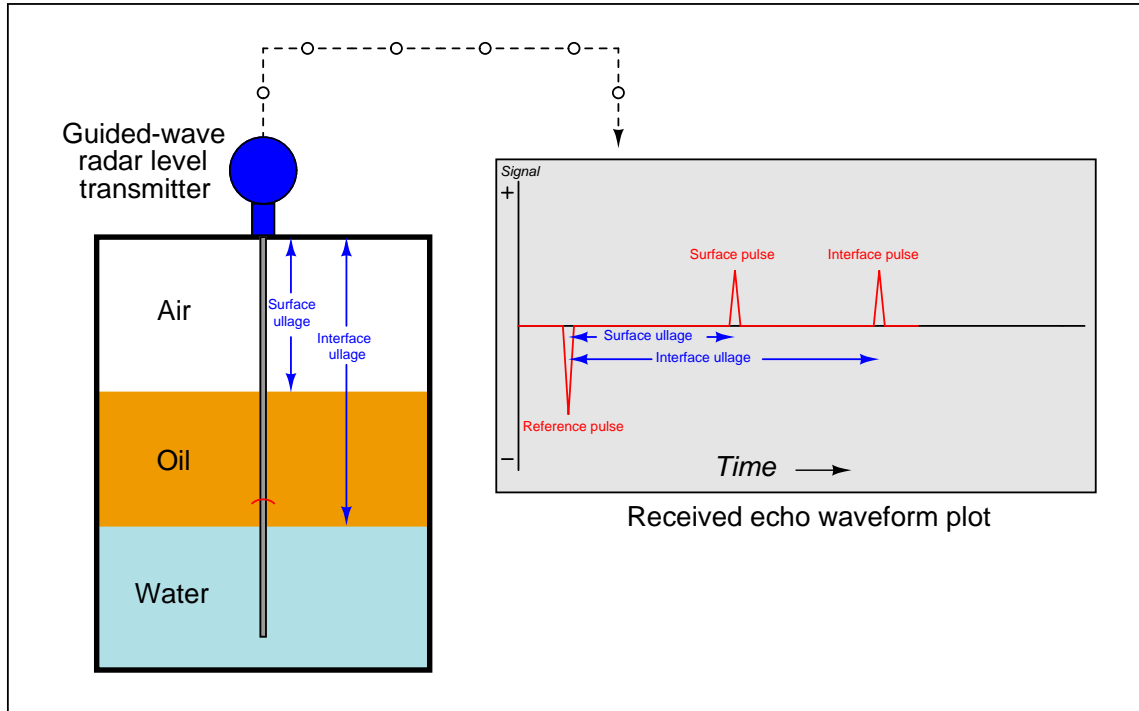 Guided-wave
radar level
transmitter
Air
Surface
ullage
Interface
ullage
Oil
Water
Signal
+
Surface pulse
Interface pulse
Surface ullage
Interface ullage
Reference pulse
−
Time
Received echo waveform plot